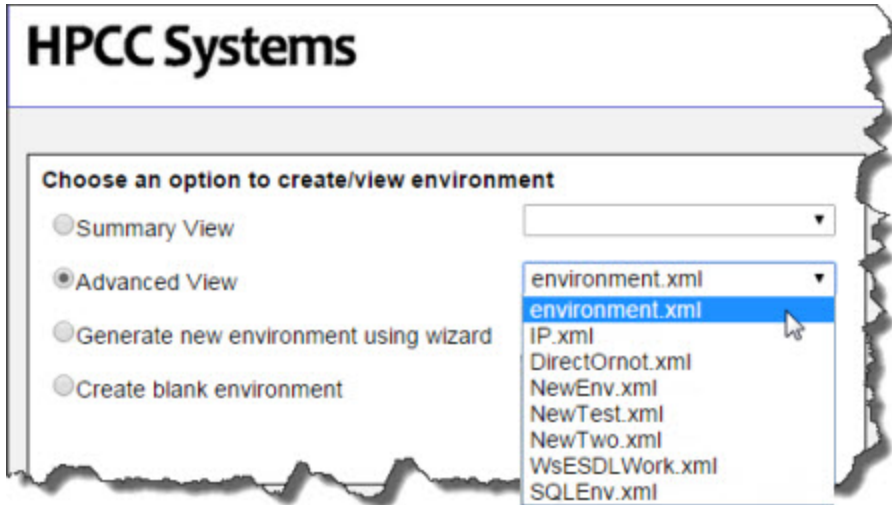 HPCC Systems
Choose an option to create/view environment
Summary View
Advanced View
environment.xml
environment.xml
Generate new environment using wizard
IP.xml
DirectOrnot.xml
Create blank environment
NewEnv.xml
NewTest.xml
NewTwo.xml
WsESDLWork.xml
SQLEnv.xml